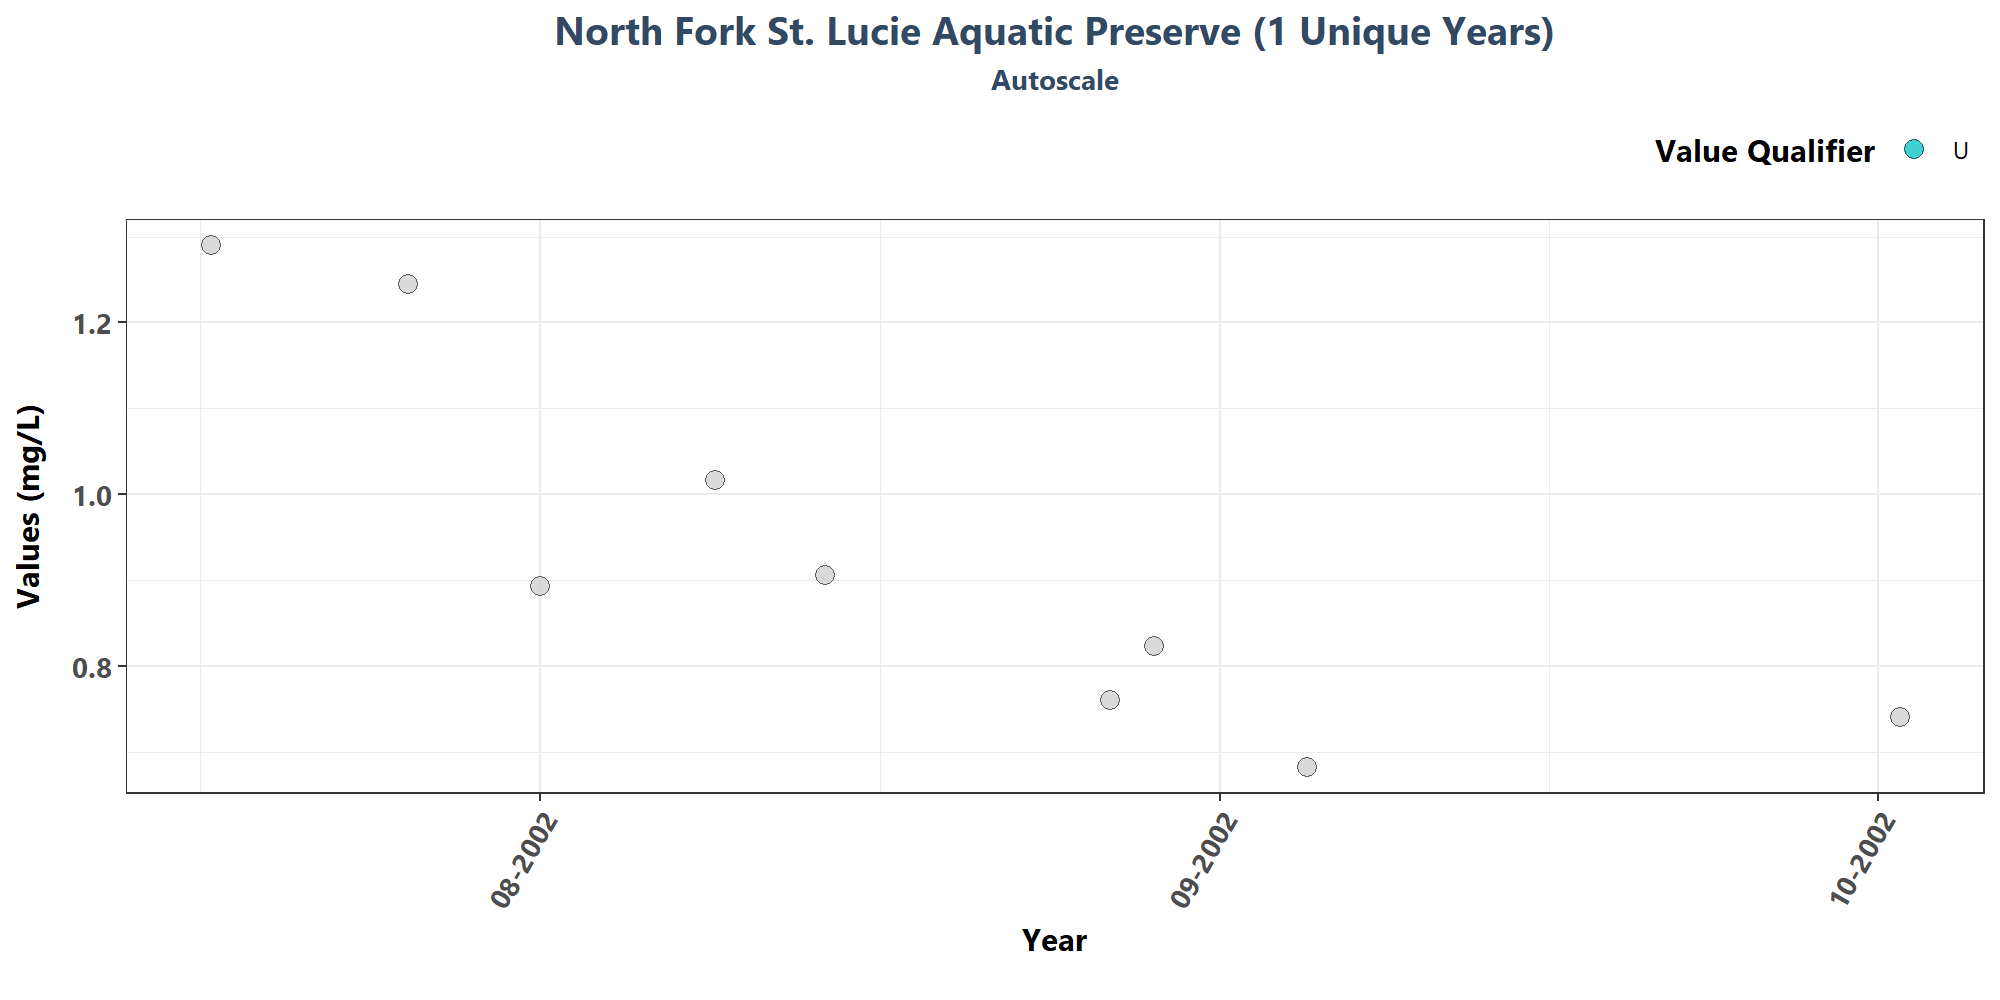 North Fork St. Lucie Aquatic Preserve (1 Unique Years)
Autoscale
Value Qualifier U
Values (mg/L)
1.2
1.0
0.8
08-2002
09-2002
10-2002
Year